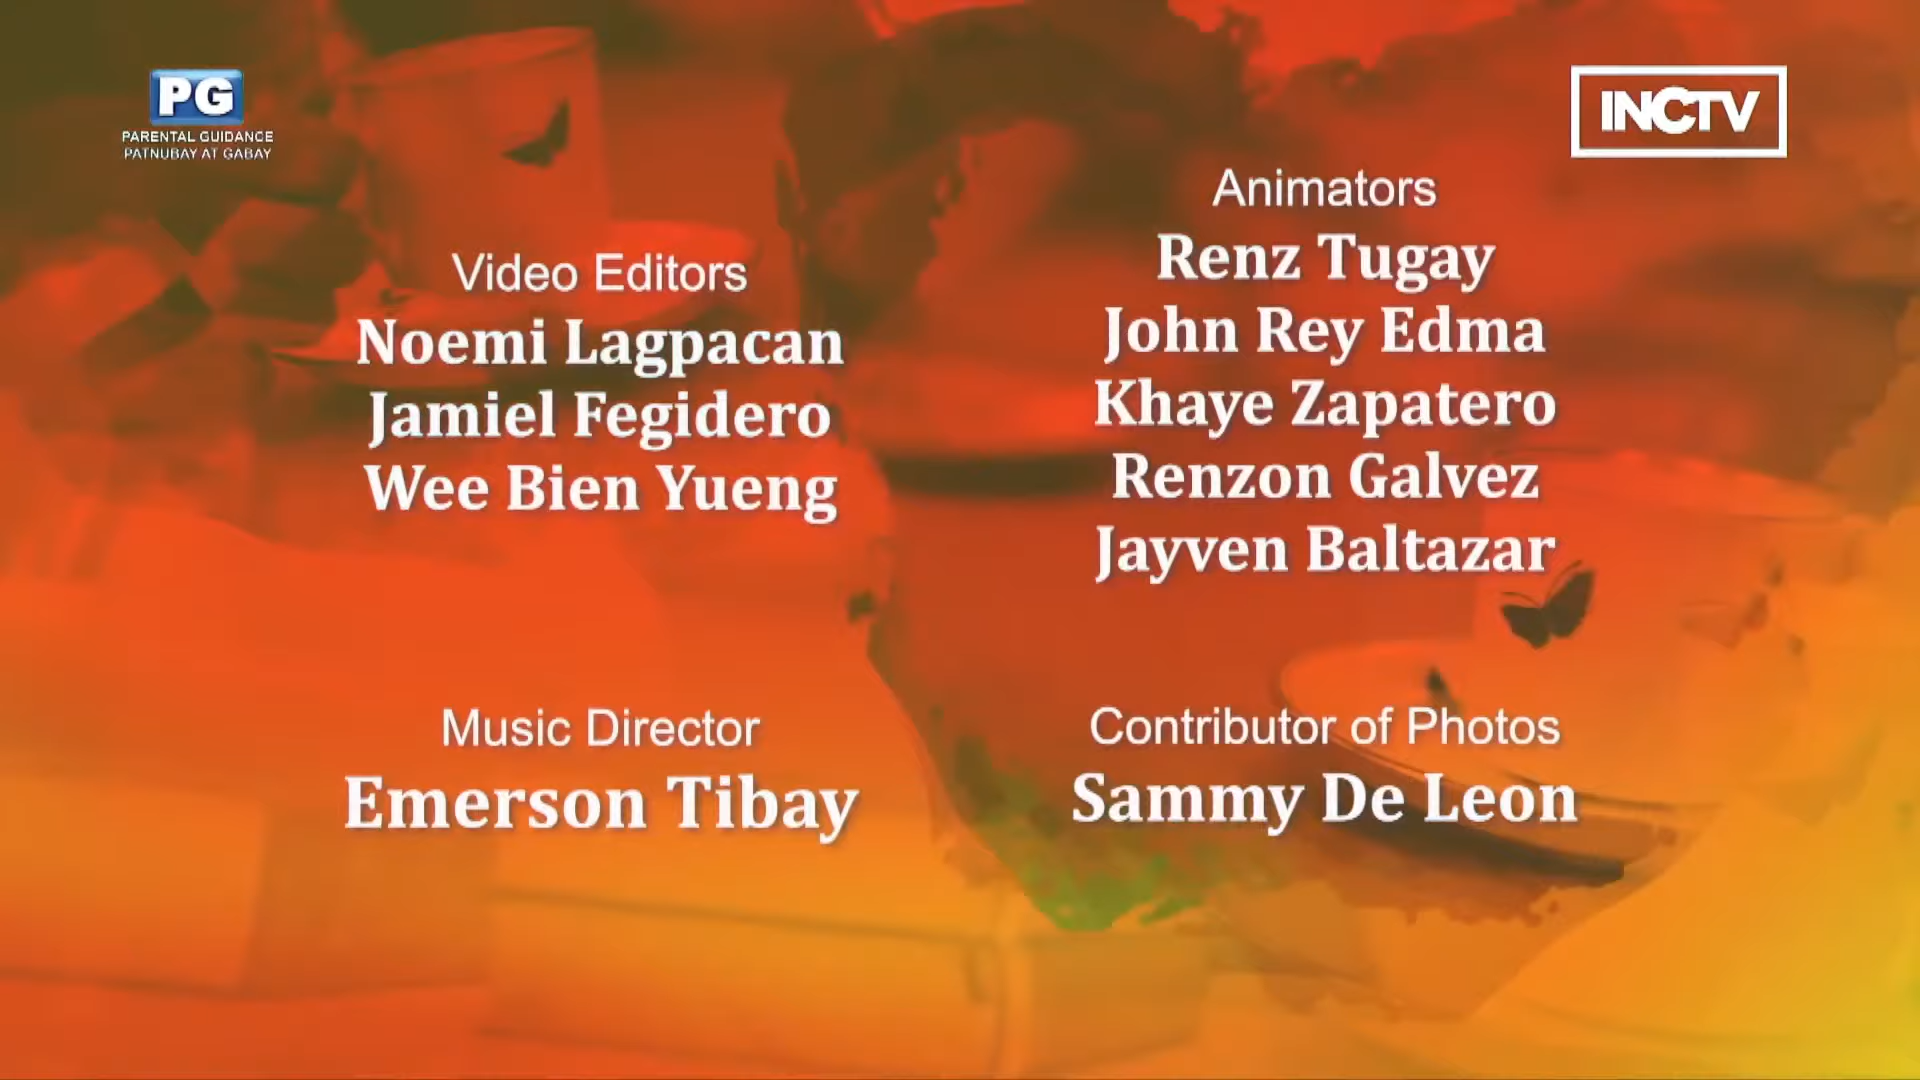 PG
PARENTAL GUIDANCE
PATNUBAY AT GABAY
INCTV
Video Editors
Noemi Lagpacan
Jamiel Fegidero
Wee Bien Yueng
Animators
Renz Tugay
John Rey Edma
Khaye Zapatero
Renzon Galvez
Jayven Baltazar
Music Director
Emerson Tibay
Contributor of Photos
Sammy De Leon